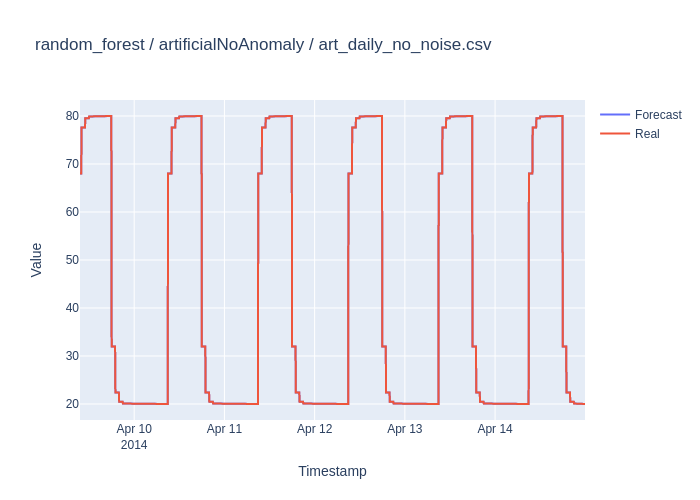 random_forest / artificialNoAnomaly / art_daily_no_noise.csv
Forecast
Real
Value
80
70
60
50
40
30
20
Apr 10
2014
Apr 11
Apr 12
Apr 13
Apr 14
Timestamp